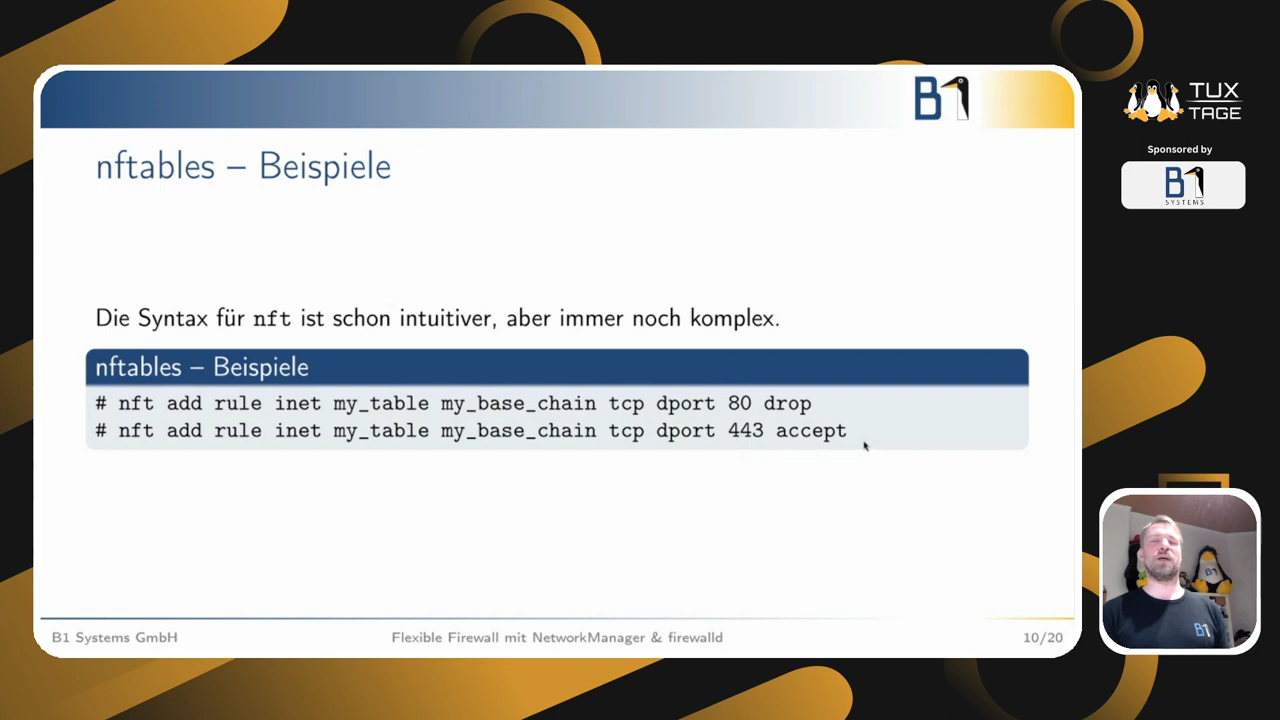 B1
TUX
TAGE
Sponsored by
B1
SYSTEMS
nftables – Beispiele
Die Syntax für nft ist schon intuitiver, aber immer noch komplex.
nftables – Beispiele
# nft add rule inet my_table my_base_chain tcp dport 80 drop
# nft add rule inet my_table my_base_chain tcp dport 443 accept
B1
B1
B1 Systems GmbH
Flexible Firewall mit NetworkManager & firewalld
10/20